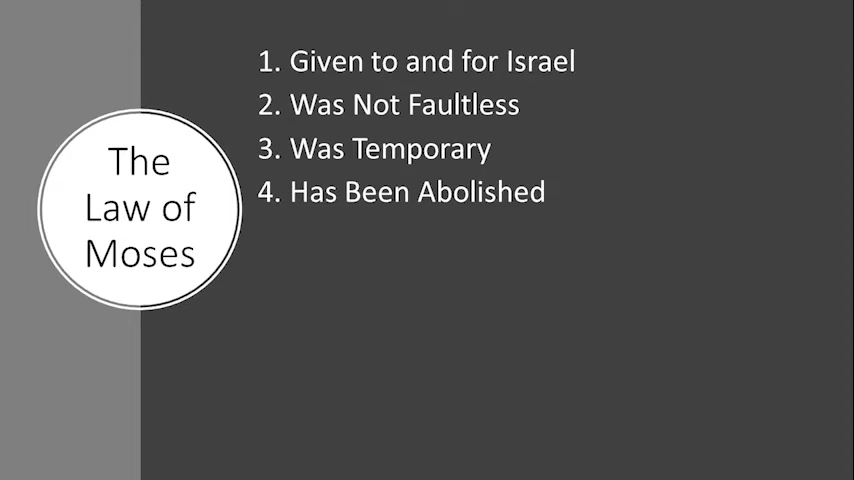 The
Law of
Moses
1. Given to and for Israel
2. Was Not Faultless
3. Was Temporary
4. Has Been Abolished